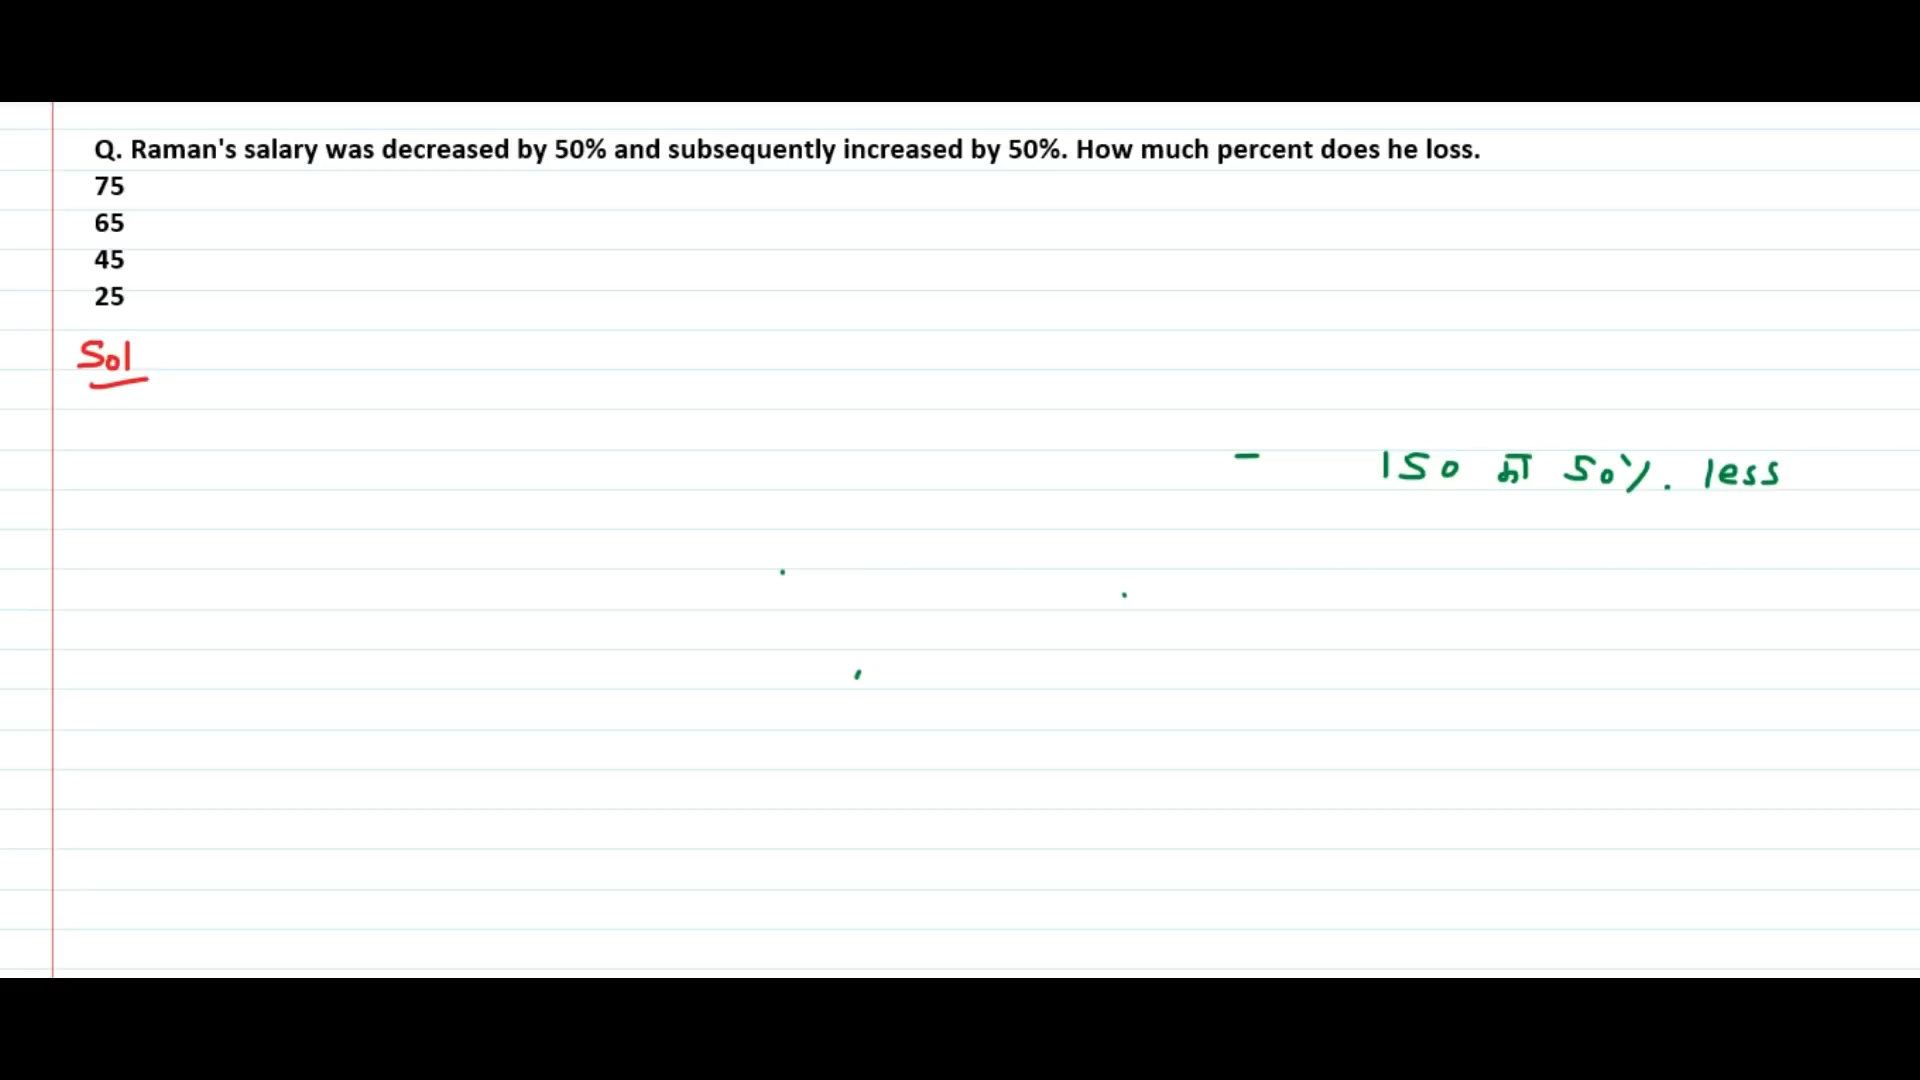 Q. Raman's salary was decreased by 50% and subsequently increased by 50%. How much percent does he loss.
75
65
45
25
Sol
- 150 का 50%. less